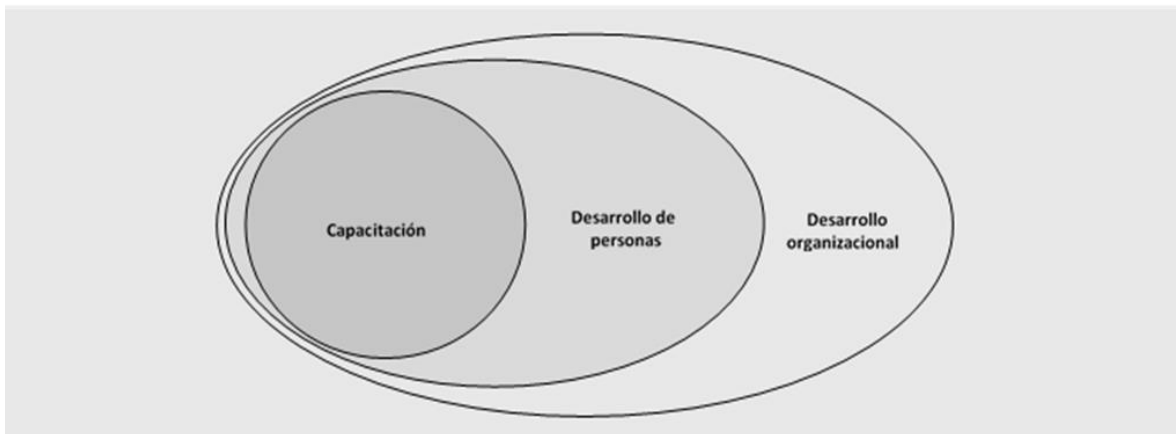 Capacitación
Desarrollo de
personas
Desarrollo
organizacional